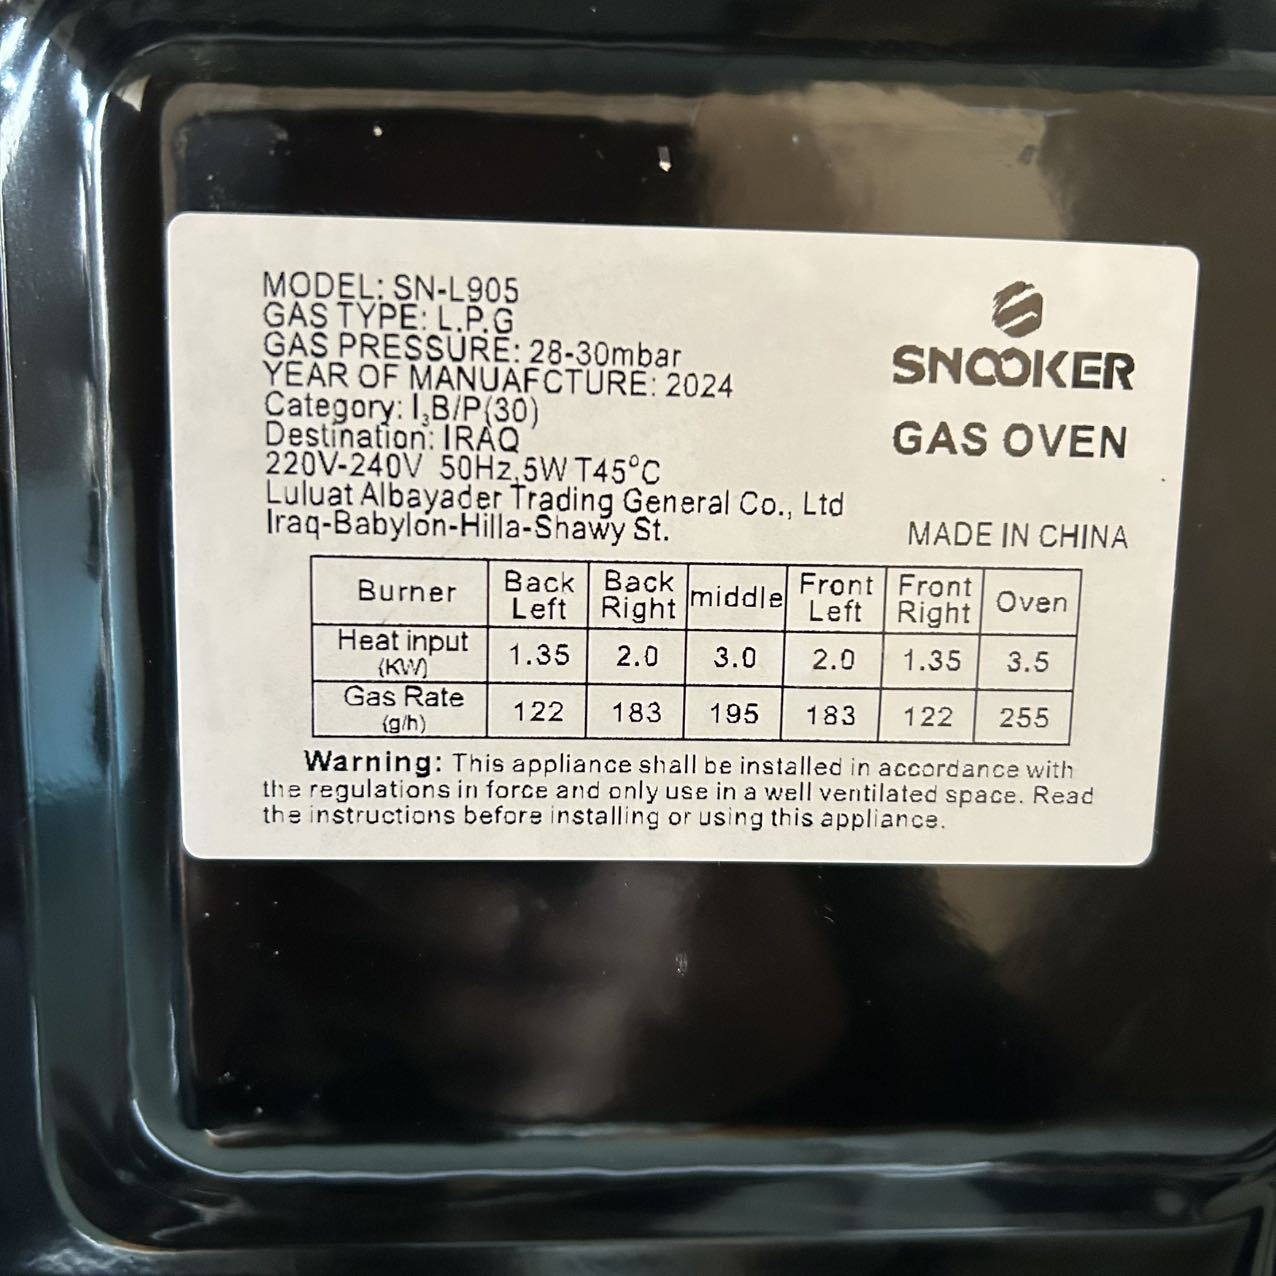 MODEL: SN-L905
GAS TYPE: L.P.G
GAS PRESSURE: 28-30mbar
YEAR OF MANUAFCTURE: 2024
Category: I₃B/P(30)
Destination: IRAQ
220V-240V 50Hz,5W T45°C
Luluat Albayader Trading General Co., Ltd
Iraq-Babylon-Hilla-Shawy St.
SNOOKER
GAS OVEN
MADE IN CHINA
Burner Back Left Back Right middle Front Left Front Right Oven
Heat input (KW) 1.35 2.0 3.0 2.0 1.35 3.5
Gas Rate (g/h) 122 183 195 183 122 255
Warning: This appliance shall be installed in accordance with
the regulations in force and only use in a well ventilated space. Read
the instructions before installing or using this appliance.